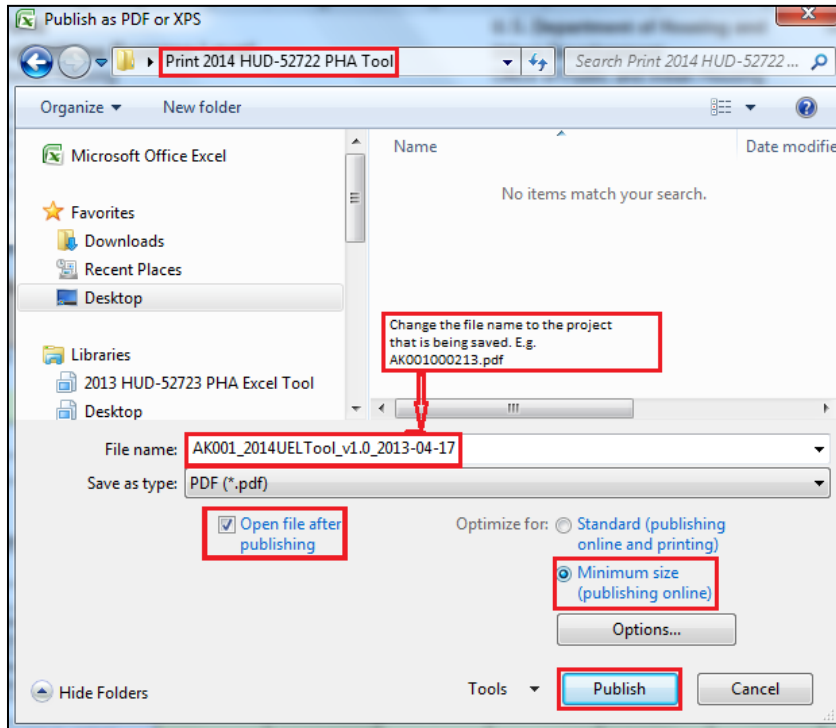 Publish as PDF or XPS
Print 2014 HUD-52722 PHA Tool
Search Print 2014 HUD-52722 ...
Organize
New folder
Microsoft Office Excel
Favorites
Downloads
Recent Places
Desktop
Libraries
2013 HUD-52723 PHA Excel Tool
Desktop
Name
Date modifie
No items match your search.
Change the file name to the project
that is being saved. E.g.
AK001000213.pdf
File name: AK001_2014UELTool_v1.0_2013-04-17
Save as type: PDF (*.pdf)
Open file after
publishing
Optimize for:
Standard (publishing
online and printing)
Minimum size
(publishing online)
Options...
Hide Folders
Tools
Publish
Cancel